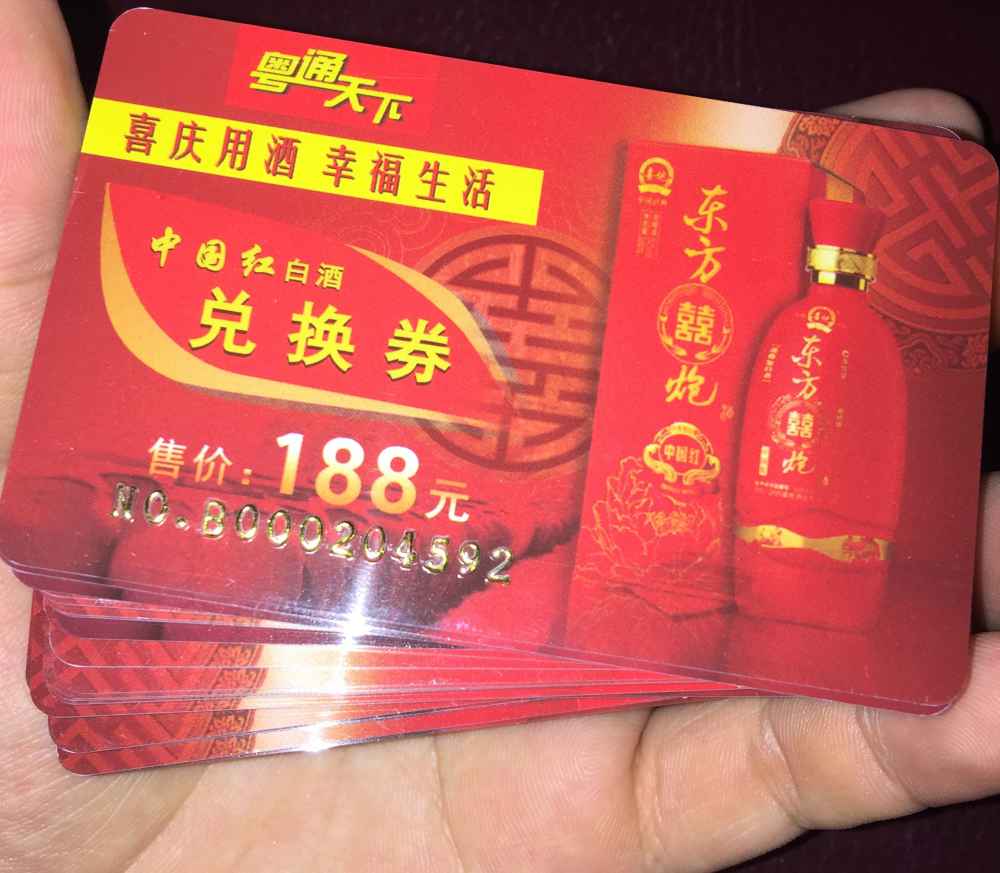 粤通天下
喜庆用酒 幸福生活
中国红白酒
兑换券
售价:188元
NO.B000204592
东方
囍
炮
中国红
东方
囍
炮